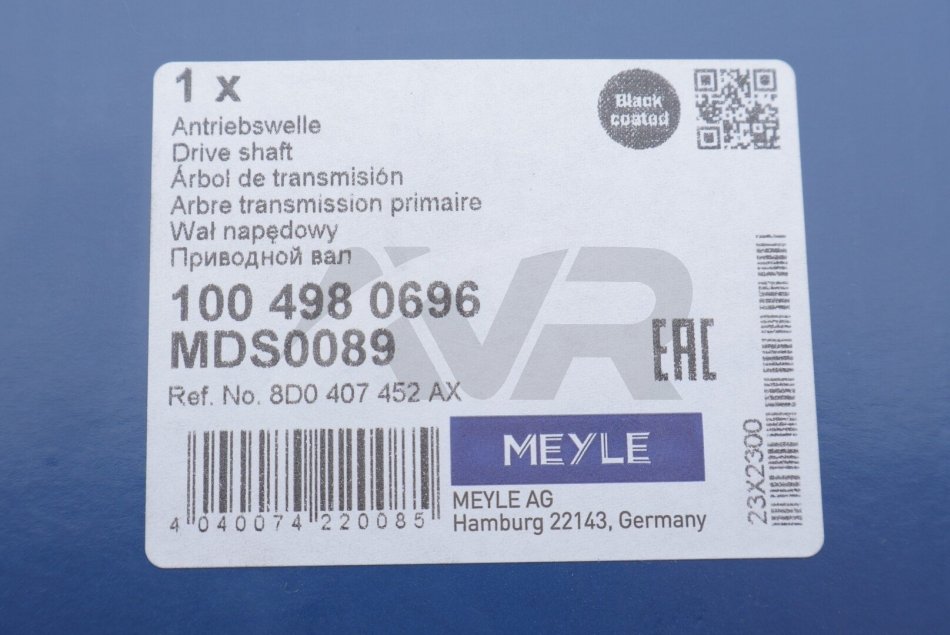 1 x
Black
coated
Antriebswelle
Drive shaft
Árbol de transmisión
Arbre transmission primaire
Wał napędowy
Приводной вал
100 498 0696
MDS0089
Ref. No. 8D0 407 452 AX
EAC
AVR
MEYLE
MEYLE AG
Hamburg 22143, Germany
4 040074 220085
23X2300